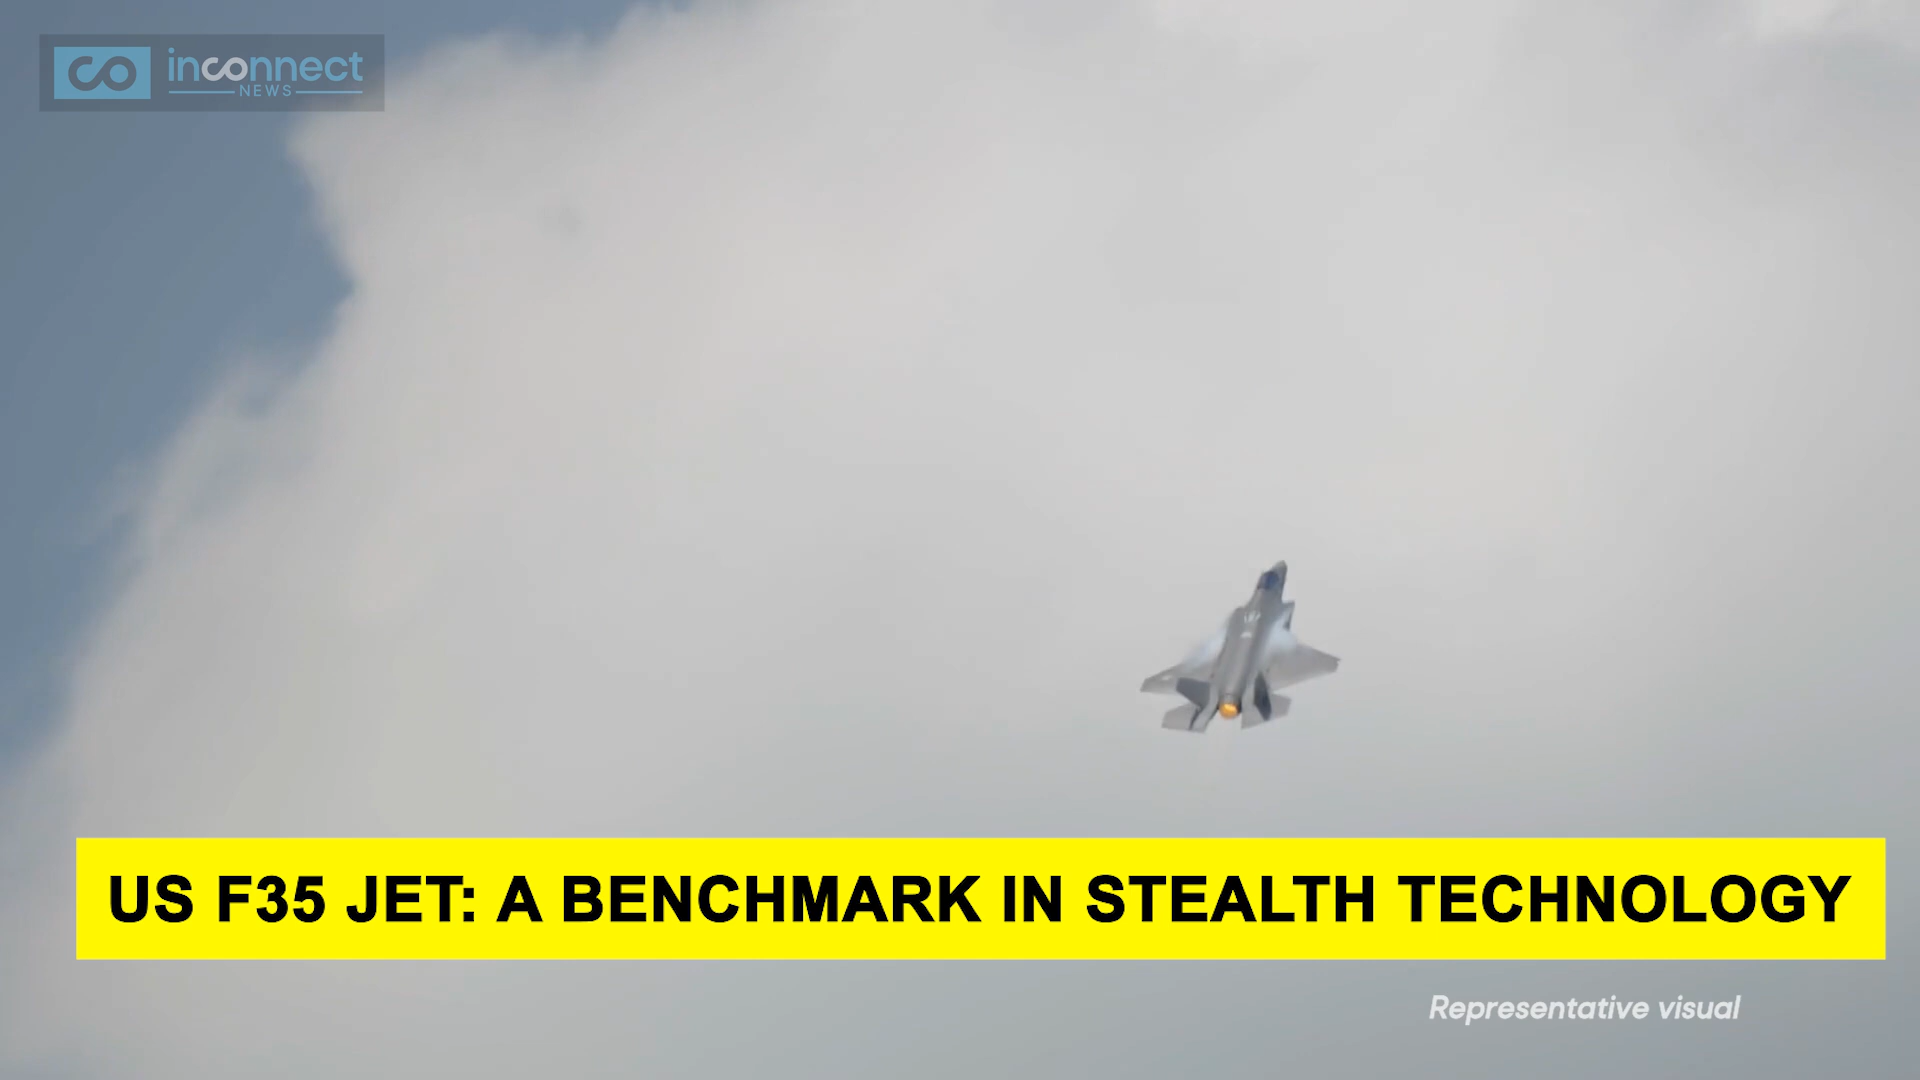 inconnect
NEWS
US F35 JET: A BENCHMARK IN STEALTH TECHNOLOGY
Representative visual